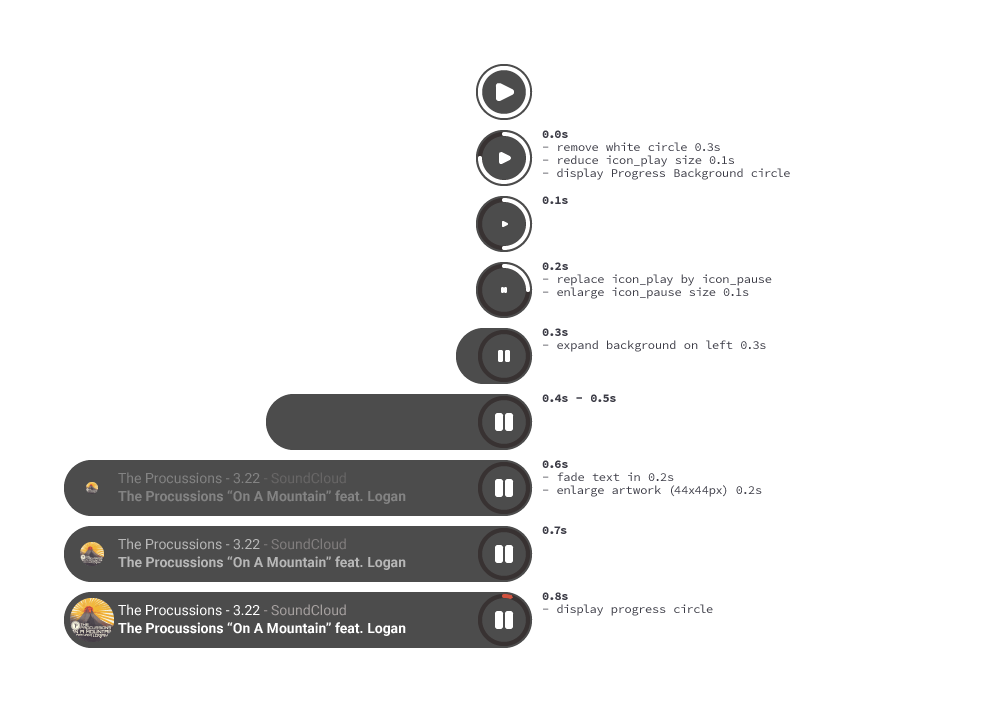 0.0s
- remove white circle 0.3s
- reduce icon_play size 0.1s
- display Progress Background circle
0.1s
0.2s
- replace icon_play by icon_pause
- enlarge icon_pause size 0.1s
0.3s
- expand background on left 0.3s
0.4s - 0.5s
The Procussions - 3.22 - SoundCloud
The Procussions “On A Mountain” feat. Logan
0.6s
- fade text in 0.2s
- enlarge artwork (44x44px) 0.2s
The Procussions - 3.22 - SoundCloud
The Procussions “On A Mountain” feat. Logan
0.7s
The Procussions - 3.22 - SoundCloud
The Procussions “On A Mountain” feat. Logan
0.8s
- display progress circle